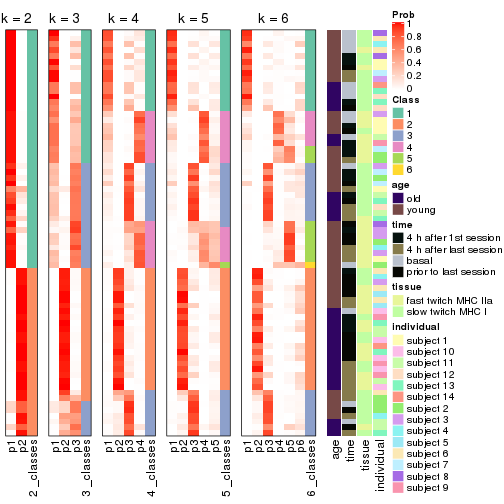 k = 2
k = 3
k = 4
k = 5
k = 6
Prob
1
0.8
0.6
0.4
0.2
0
Class
1
2
3
4
5
6
age
old
young
time
4 h after 1st session
4 h after last session
basal
prior to last session
tissue
fast twitch MHC IIa
slow twitch MHC I
individual
subject 1
subject 10
subject 11
subject 12
subject 13
subject 14
subject 2
subject 3
subject 4
subject 5
subject 6
subject 7
subject 8
subject 9
p1
p2
2_classes
p1
p2
p3
3_classes
p1
p2
p3
p4
4_classes
p1
p2
p3
p4
p5
5_classes
p1
p2
p3
p4
p5
p6
6_classes
age
time
tissue
individual